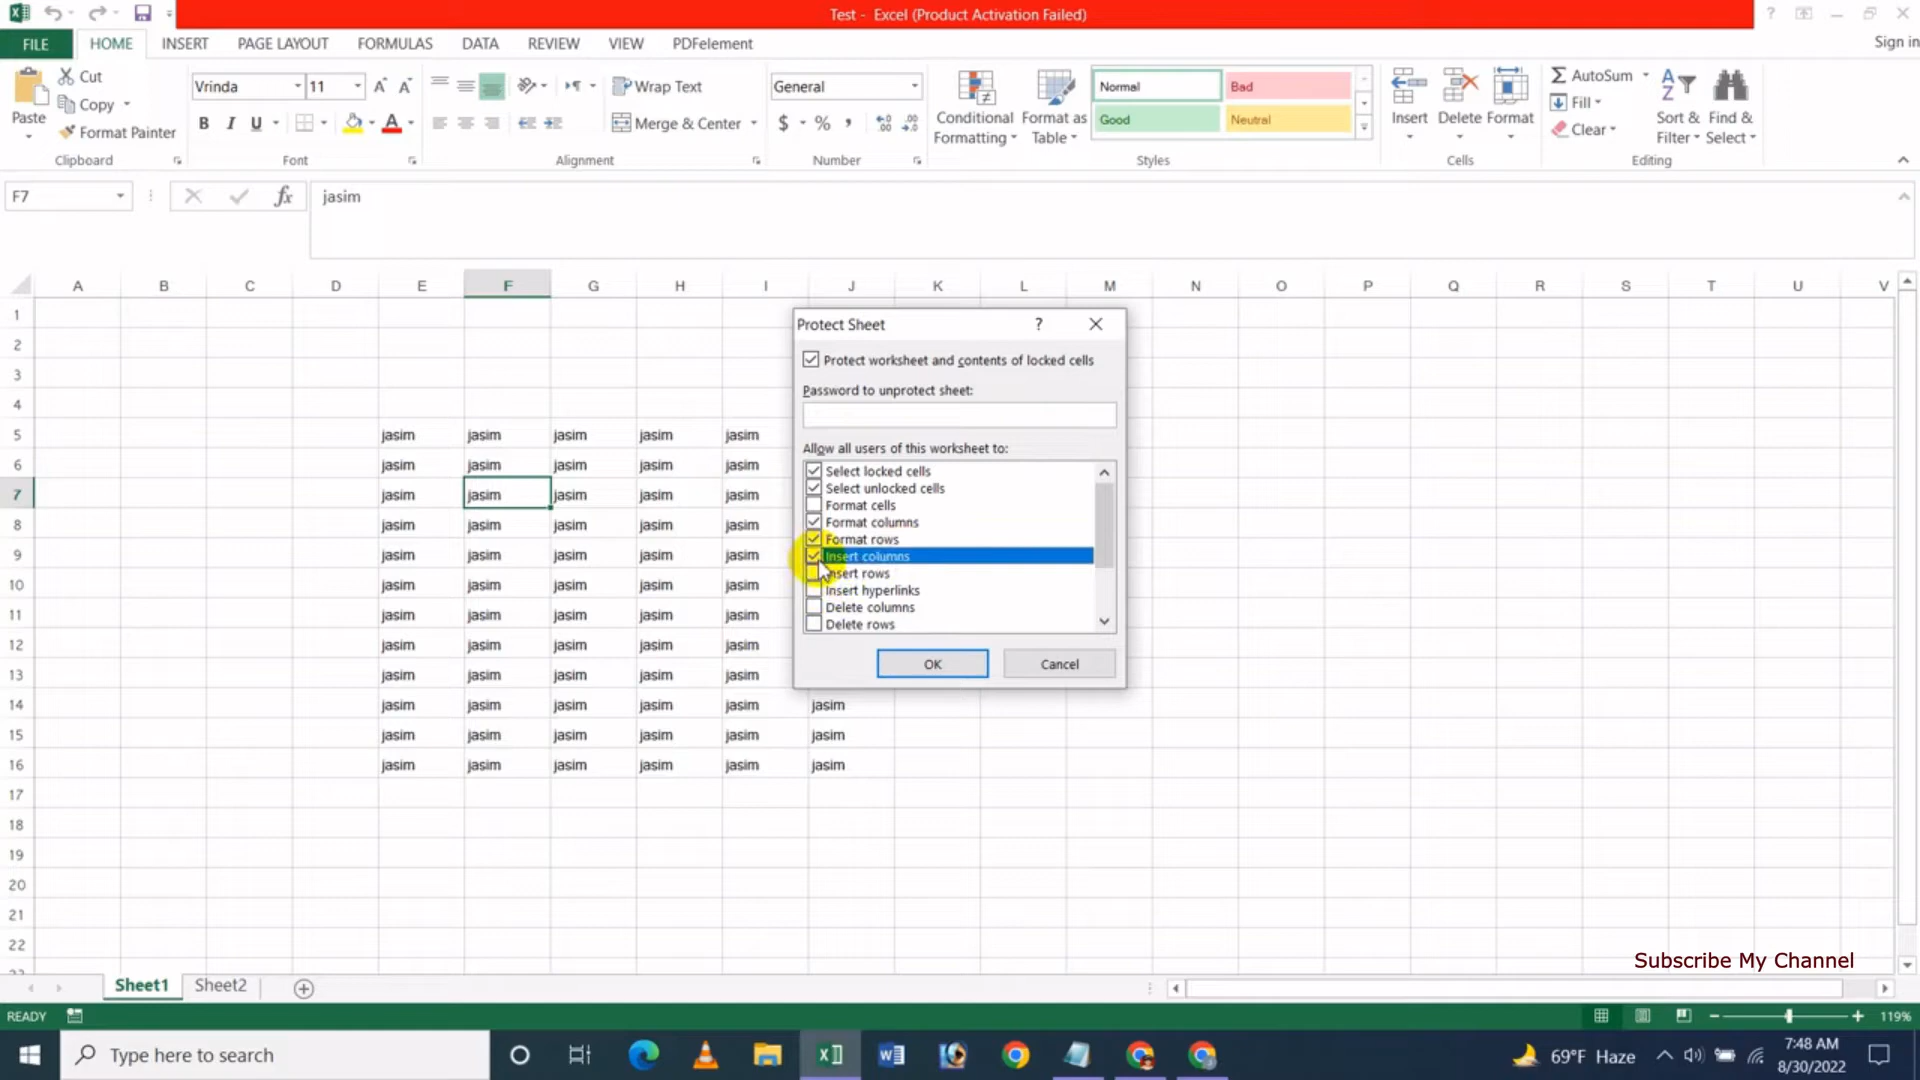 Test - Excel (Product Activation Failed)
FILE HOME INSERT PAGE LAYOUT FORMULAS DATA REVIEW VIEW PDFelement Sign in
Paste Cut Copy Format Painter Clipboard
Vrinda 11 B I U Font
Wrap Text Merge & Center Alignment
General $ % , Number
Conditional Formatting Format as Table Normal Bad Good Neutral Styles
Insert Delete Format Cells
AutoSum Fill Clear Sort & Filter Find & Select Editing
F7 fx jasim
A B C D E F G H I J K L M N O P Q R S T U V
1
2
3
4
5 jasim jasim jasim jasim jasim
6 jasim jasim jasim jasim jasim
7 jasim jasim jasim jasim jasim
8 jasim jasim jasim jasim jasim
9 jasim jasim jasim jasim jasim
10 jasim jasim jasim jasim jasim
11 jasim jasim jasim jasim jasim
12 jasim jasim jasim jasim jasim
13 jasim jasim jasim jasim jasim
14 jasim jasim jasim jasim jasim jasim
15 jasim jasim jasim jasim jasim jasim
16 jasim jasim jasim jasim jasim jasim
17
18
19
20
21
22
Protect Sheet ?
Protect worksheet and contents of locked cells
Password to unprotect sheet:
Allow all users of this worksheet to:
Select locked cells
Select unlocked cells
Format cells
Format columns
Format rows
Insert columns
Insert rows
Insert hyperlinks
Delete columns
Delete rows
OK Cancel
Subscribe My Channel
Sheet1 Sheet2
READY 119%
Type here to search
69°F Haze
7:48 AM
8/30/2022